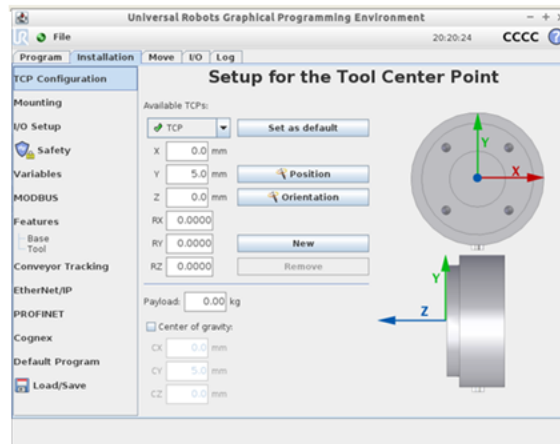 Universal Robots Graphical Programming Environment
File 20:20:24 CCCC ?
Program Installation Move I/O Log
TCP Configuration
Mounting
I/O Setup
Safety
Variables
MODBUS
Features
Base
Tool
Conveyor Tracking
EtherNet/IP
PROFINET
Cognex
Default Program
Load/Save
Setup for the Tool Center Point
Available TCPs:
TCP Set as default
X 0.0 mm
Y 5.0 mm Position
Z 0.0 mm Orientation
RX 0.0000
RY 0.0000 New
RZ 0.0000 Remove
Payload: 0.00 kg
Center of gravity:
CX 0.0 mm
CY 5.0 mm
CZ 0.0 mm
Y
X
Y
Z